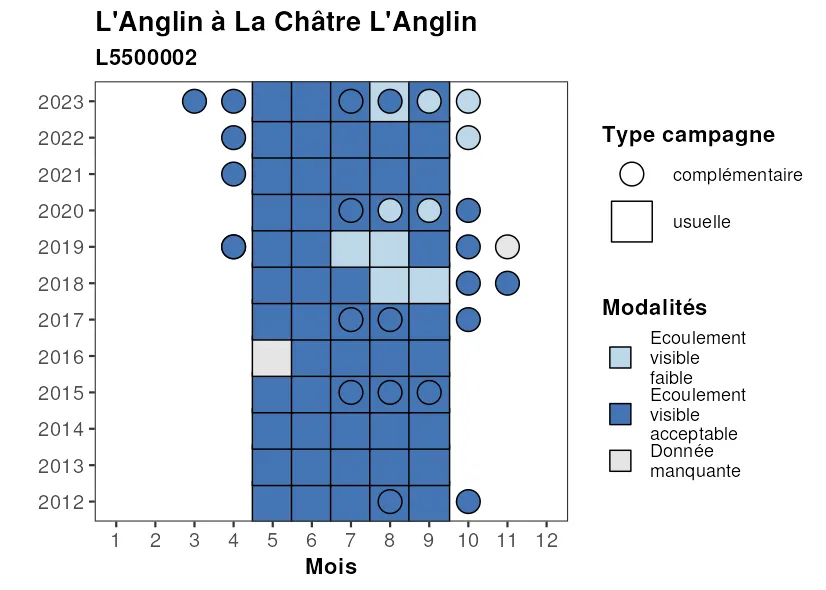 L'Anglin à La Châtre L'Anglin
L5500002
2023
2022
2021
2020
2019
2018
2017
2016
2015
2014
2013
2012
1 2 3 4 5 6 7 8 9 10 11 12
Mois
Type campagne
complémentaire
usuelle
Modalités
Ecoulement
visible
faible
Ecoulement
visible
acceptable
Donnée
manquante